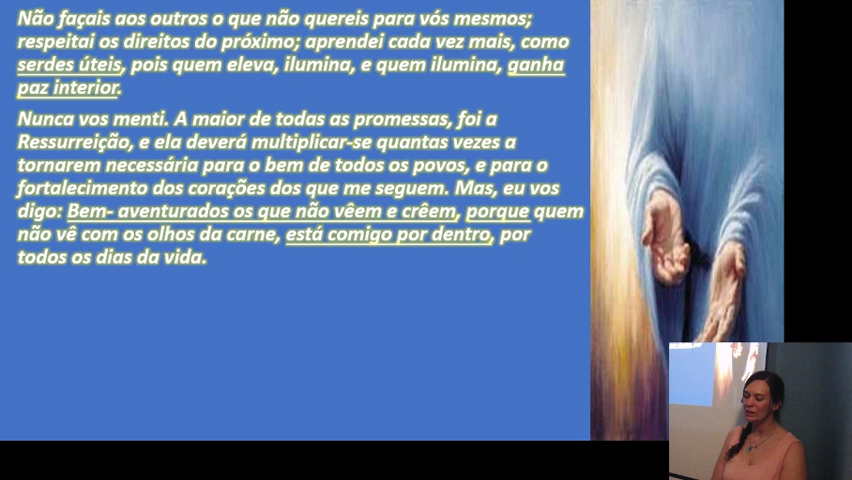 Não façais aos outros o que não quereis para vós mesmos;
respeitai os direitos do próximo; aprendei cada vez mais, como
serdes úteis, pois quem eleva, ilumina, e quem ilumina, ganha
paz interior.
Nunca vos menti. A maior de todas as promessas, foi a
Ressurreição, e ela deverá multiplicar-se quantas vezes a
tornarem necessária para o bem de todos os povos, e para o
fortalecimento dos corações dos que me seguem. Mas, eu vos
digo: Bem- aventurados os que não vêem e crêem, porque quem
não vê com os olhos da carne, está comigo por dentro, por
todos os dias da vida.